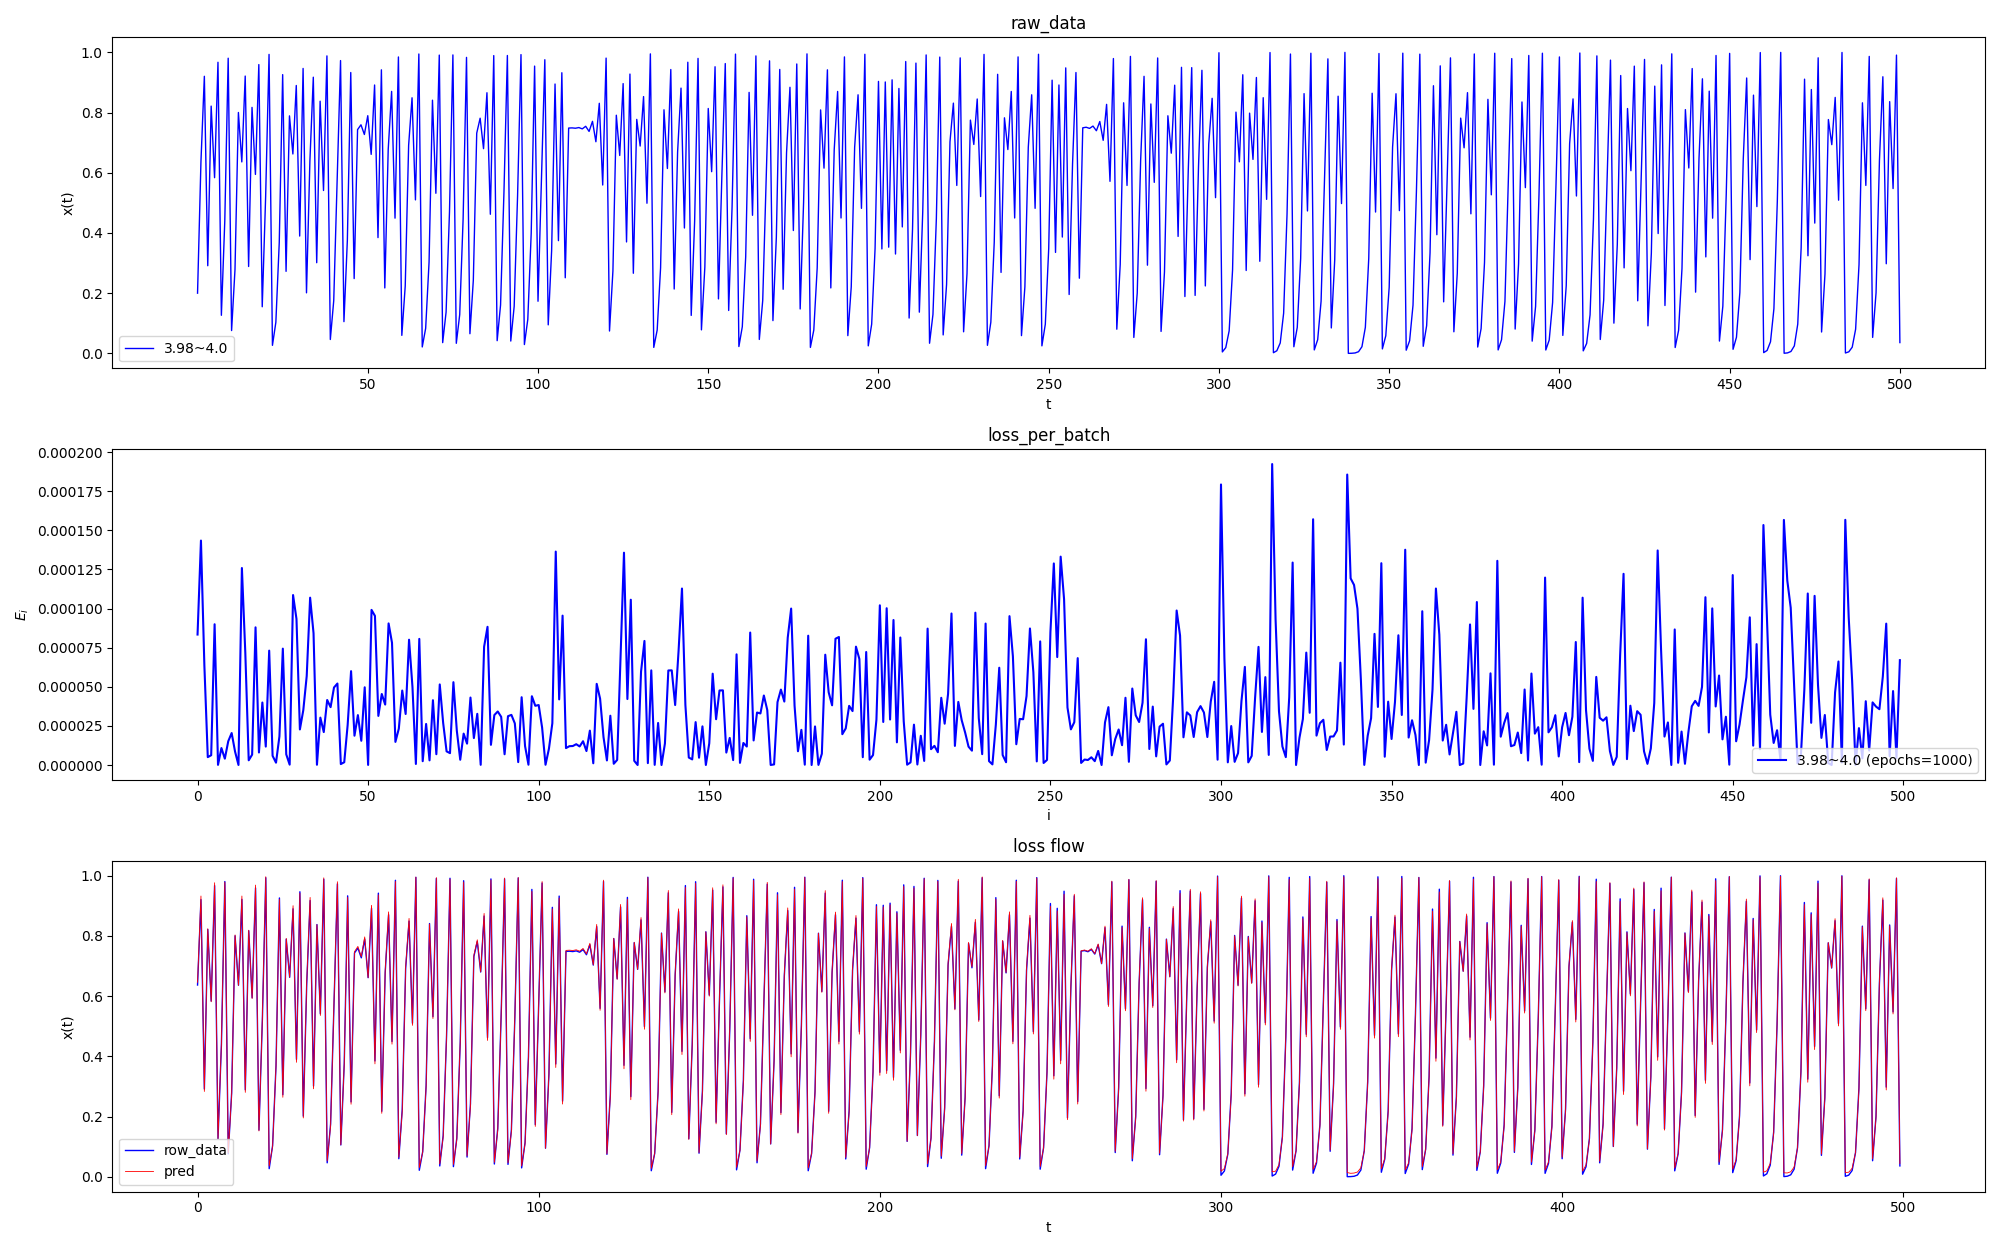 raw_data
x(t)
1.0
0.8
0.6
0.4
0.2
0.0
3.98~4.0
50 100 150 200 250 300 350 400 450 500
t
loss_per_batch
E_i
0.000200
0.000175
0.000150
0.000125
0.000100
0.000075
0.000050
0.000025
0.000000
3.98~4.0 (epochs=1000)
0 50 100 150 200 250 300 350 400 450 500
i
loss flow
x(t)
1.0
0.8
0.6
0.4
0.2
0.0
row_data
pred
0 100 200 300 400 500
t